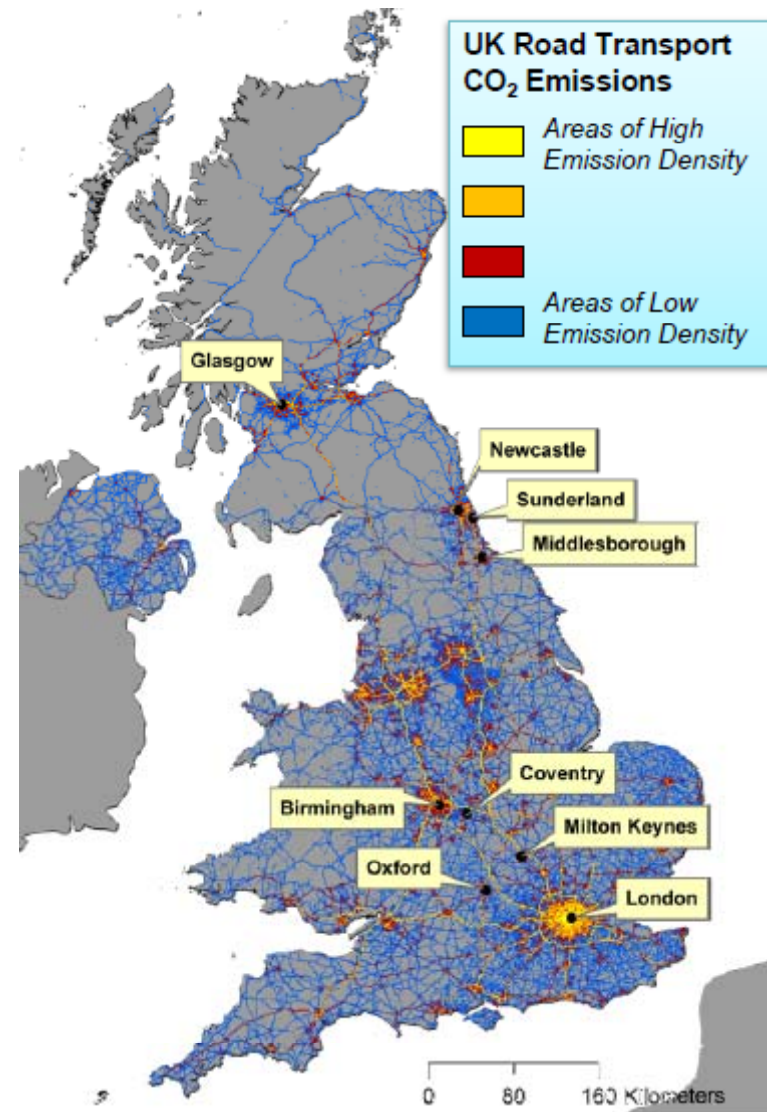 UK Road Transport
CO₂ Emissions
Areas of High
Emission Density
Areas of Low
Emission Density
Glasgow
Newcastle
Sunderland
Middlesborough
Coventry
Birmingham
Milton Keynes
Oxford
London
0 80 160 Kilometers